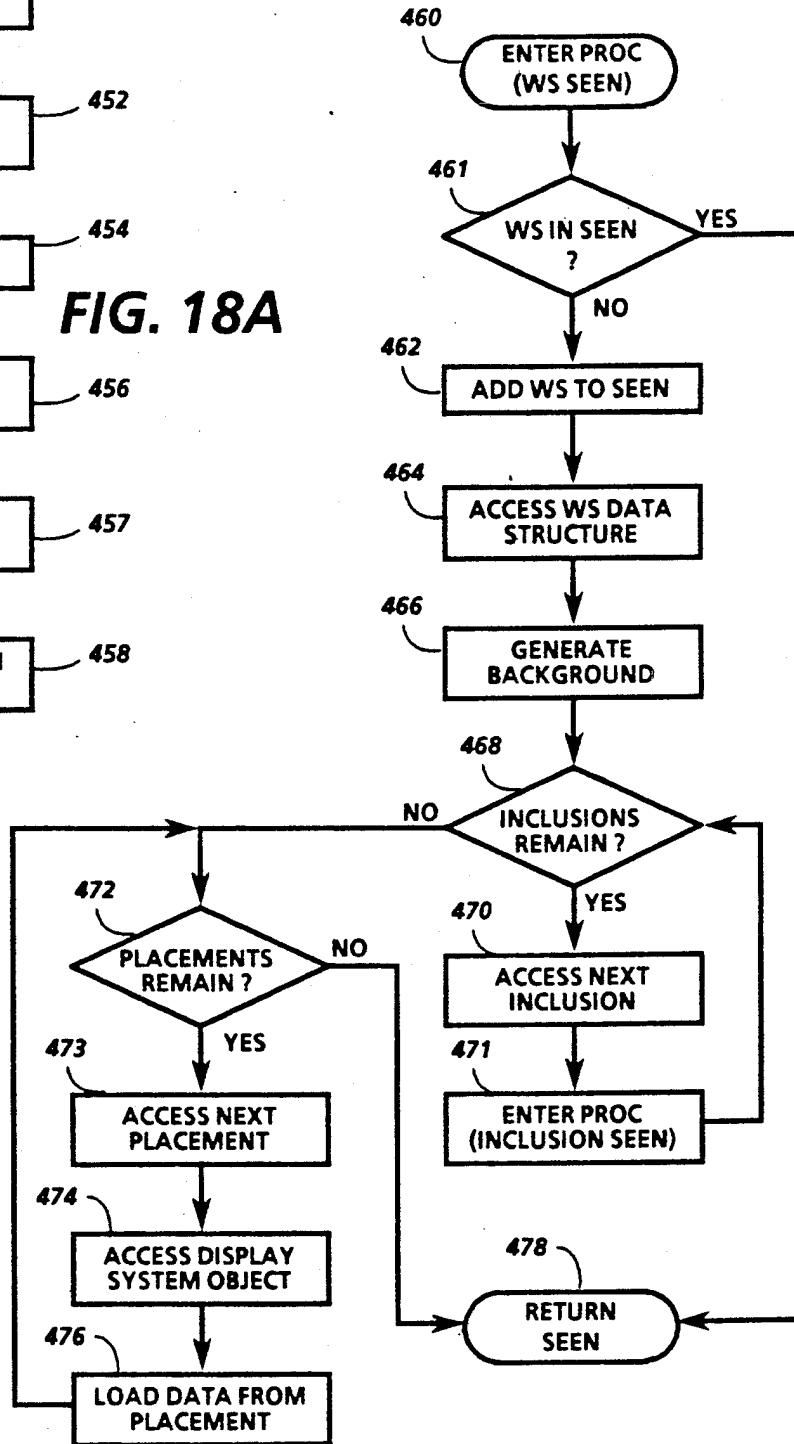 460
ENTER PROC
(WS SEEN)
452
461
WS IN SEEN
?
YES
NO
454
FIG. 18A
462
ADD WS TO SEEN
456
464
ACCESS WS DATA
STRUCTURE
457
466
GENERATE
BACKGROUND
458
468
INCLUSIONS
REMAIN ?
NO
YES
472
PLACEMENTS
REMAIN ?
NO
YES
470
ACCESS NEXT
INCLUSION
471
ENTER PROC
(INCLUSION SEEN)
473
ACCESS NEXT
PLACEMENT
474
ACCESS DISPLAY
SYSTEM OBJECT
478
RETURN
SEEN
476
LOAD DATA FROM
PLACEMENT